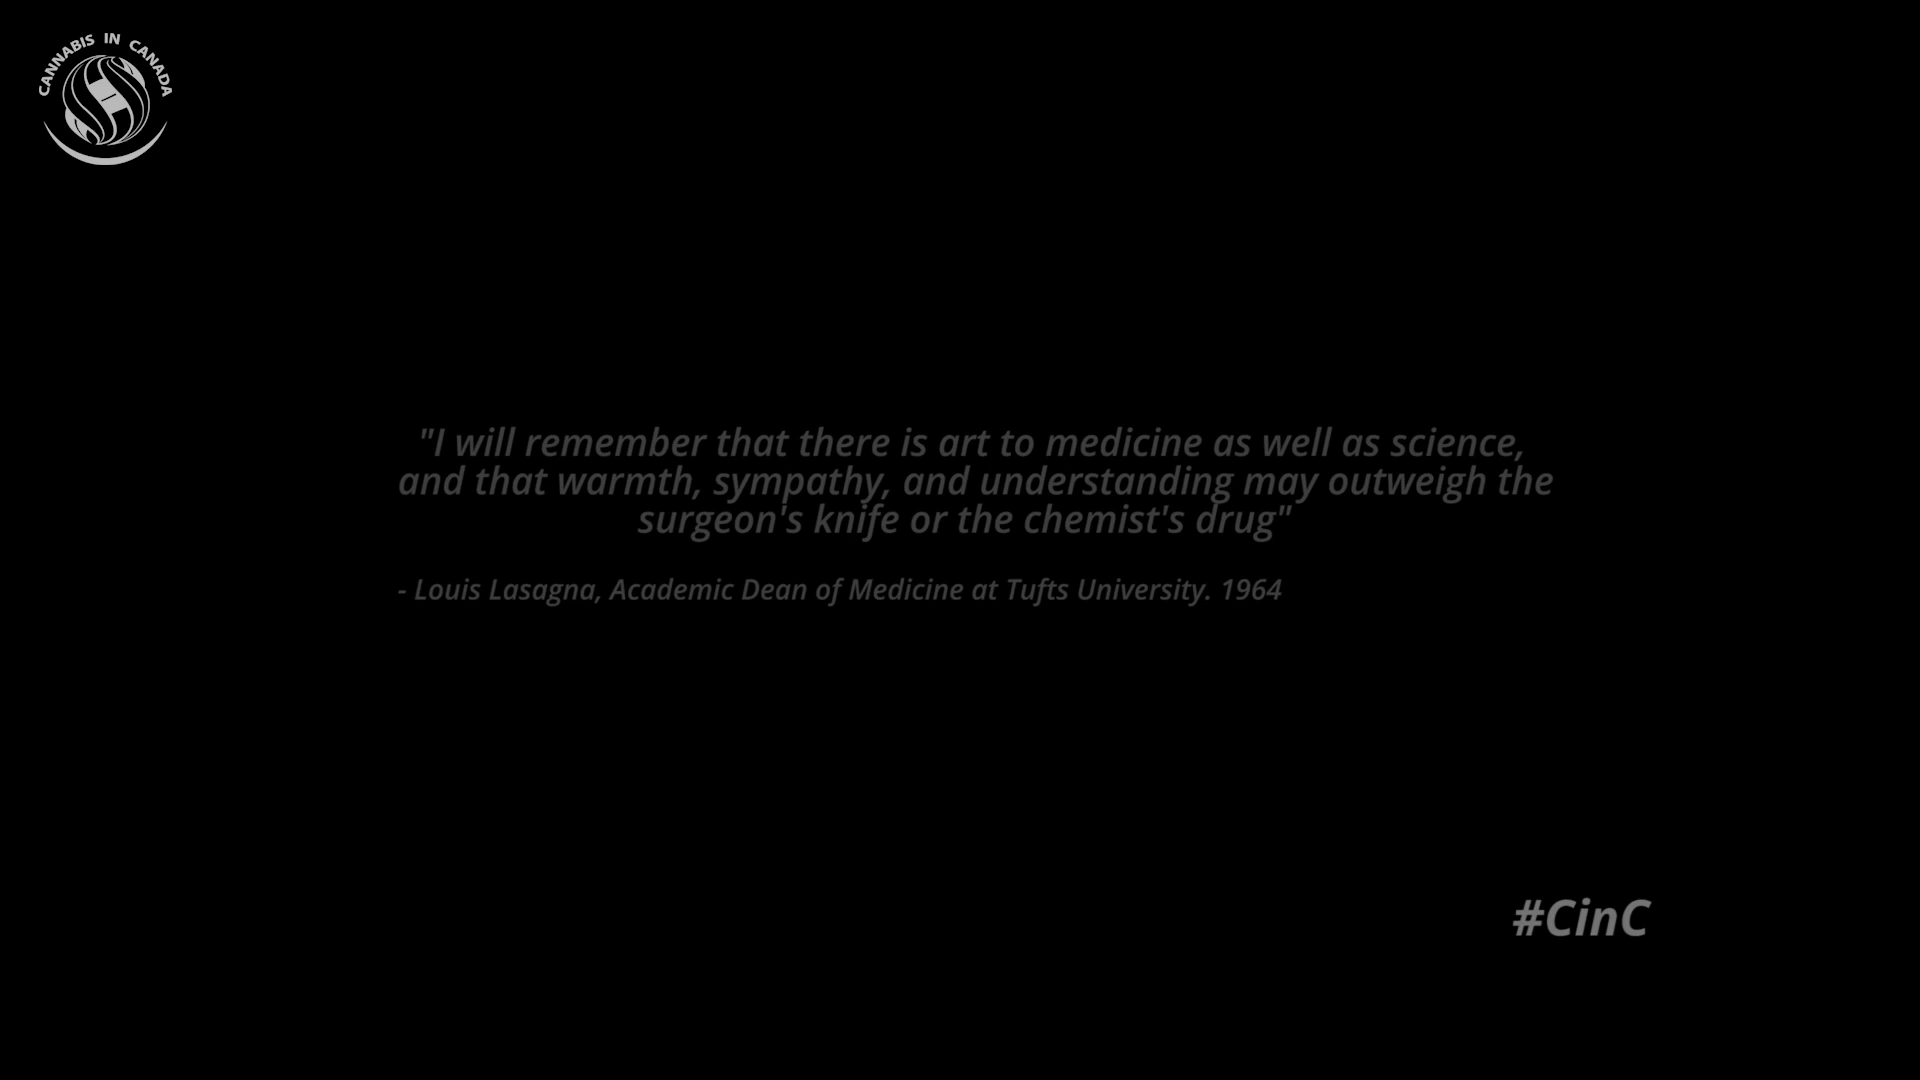 CANNABIS IN CANADA
"I will remember that there is art to medicine as well as science,
and that warmth, sympathy, and understanding may outweigh the
surgeon's knife or the chemist's drug"
- Louis Lasagna, Academic Dean of Medicine at Tufts University. 1964
#CinC